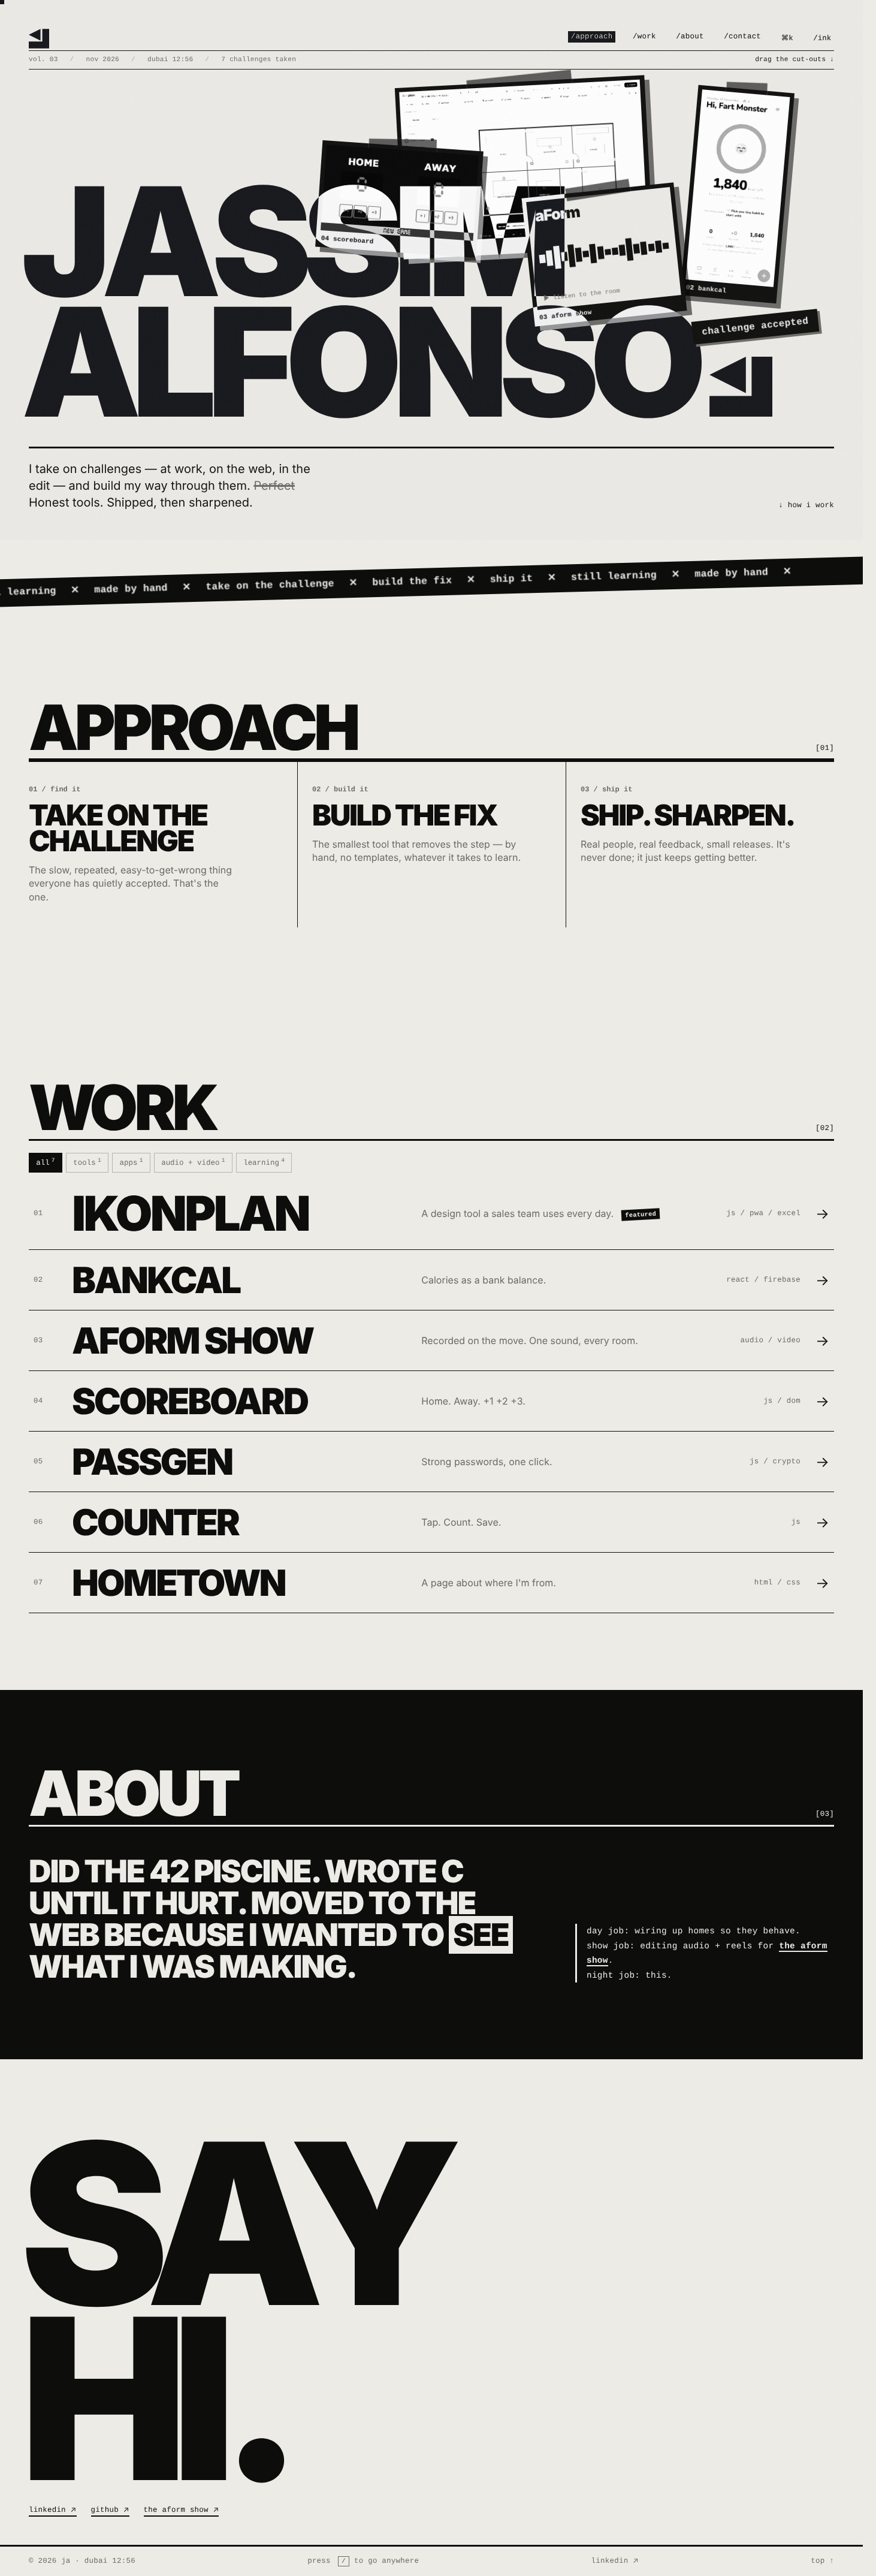 /approach /work /about /contact ⌘k /ink
vol. 03 / nov 2026 / dubai 12:56 / 7 challenges taken
drag the cut-outs ↓
HOME AWAY
NEW GAME
04 scoreboard
aForm
listen to the room
03 aform show
Hi, Fart Monster
1,840
02 bankcal
challenge accepted
JASSIM
ALFONSO
I take on challenges — at work, on the web, in the
edit — and build my way through them. Perfect
Honest tools. Shipped, then sharpened.
↓ how i work
learning ✕ made by hand ✕ take on the challenge ✕ build the fix ✕ ship it ✕ still learning ✕ made by hand ✕
APPROACH
[01]
01 / find it
TAKE ON THE
CHALLENGE
The slow, repeated, easy-to-get-wrong thing
everyone has quietly accepted. That's the
one.
02 / build it
BUILD THE FIX
The smallest tool that removes the step — by
hand, no templates, whatever it takes to learn.
03 / ship it
SHIP. SHARPEN.
Real people, real feedback, small releases. It's
never done; it just keeps getting better.
WORK
[02]
all 7 tools 1 apps 1 audio + video 1 learning 4
01 IKONPLAN A design tool a sales team uses every day. featured js / pwa / excel →
02 BANKCAL Calories as a bank balance. react / firebase →
03 AFORM SHOW Recorded on the move. One sound, every room. audio / video →
04 SCOREBOARD Home. Away. +1 +2 +3. js / dom →
05 PASSGEN Strong passwords, one click. js / crypto →
06 COUNTER Tap. Count. Save. js →
07 HOMETOWN A page about where I'm from. html / css →
ABOUT
[03]
DID THE 42 PISCINE. WROTE C
UNTIL IT HURT. MOVED TO THE
WEB BECAUSE I WANTED TO SEE
WHAT I WAS MAKING.
day job: wiring up homes so they behave.
show job: editing audio + reels for the aform
show.
night job: this.
SAY
HI.
linkedin ↗ github ↗ the aform show ↗
© 2026 ja · dubai 12:56 press / to go anywhere linkedin ↗ top ↑